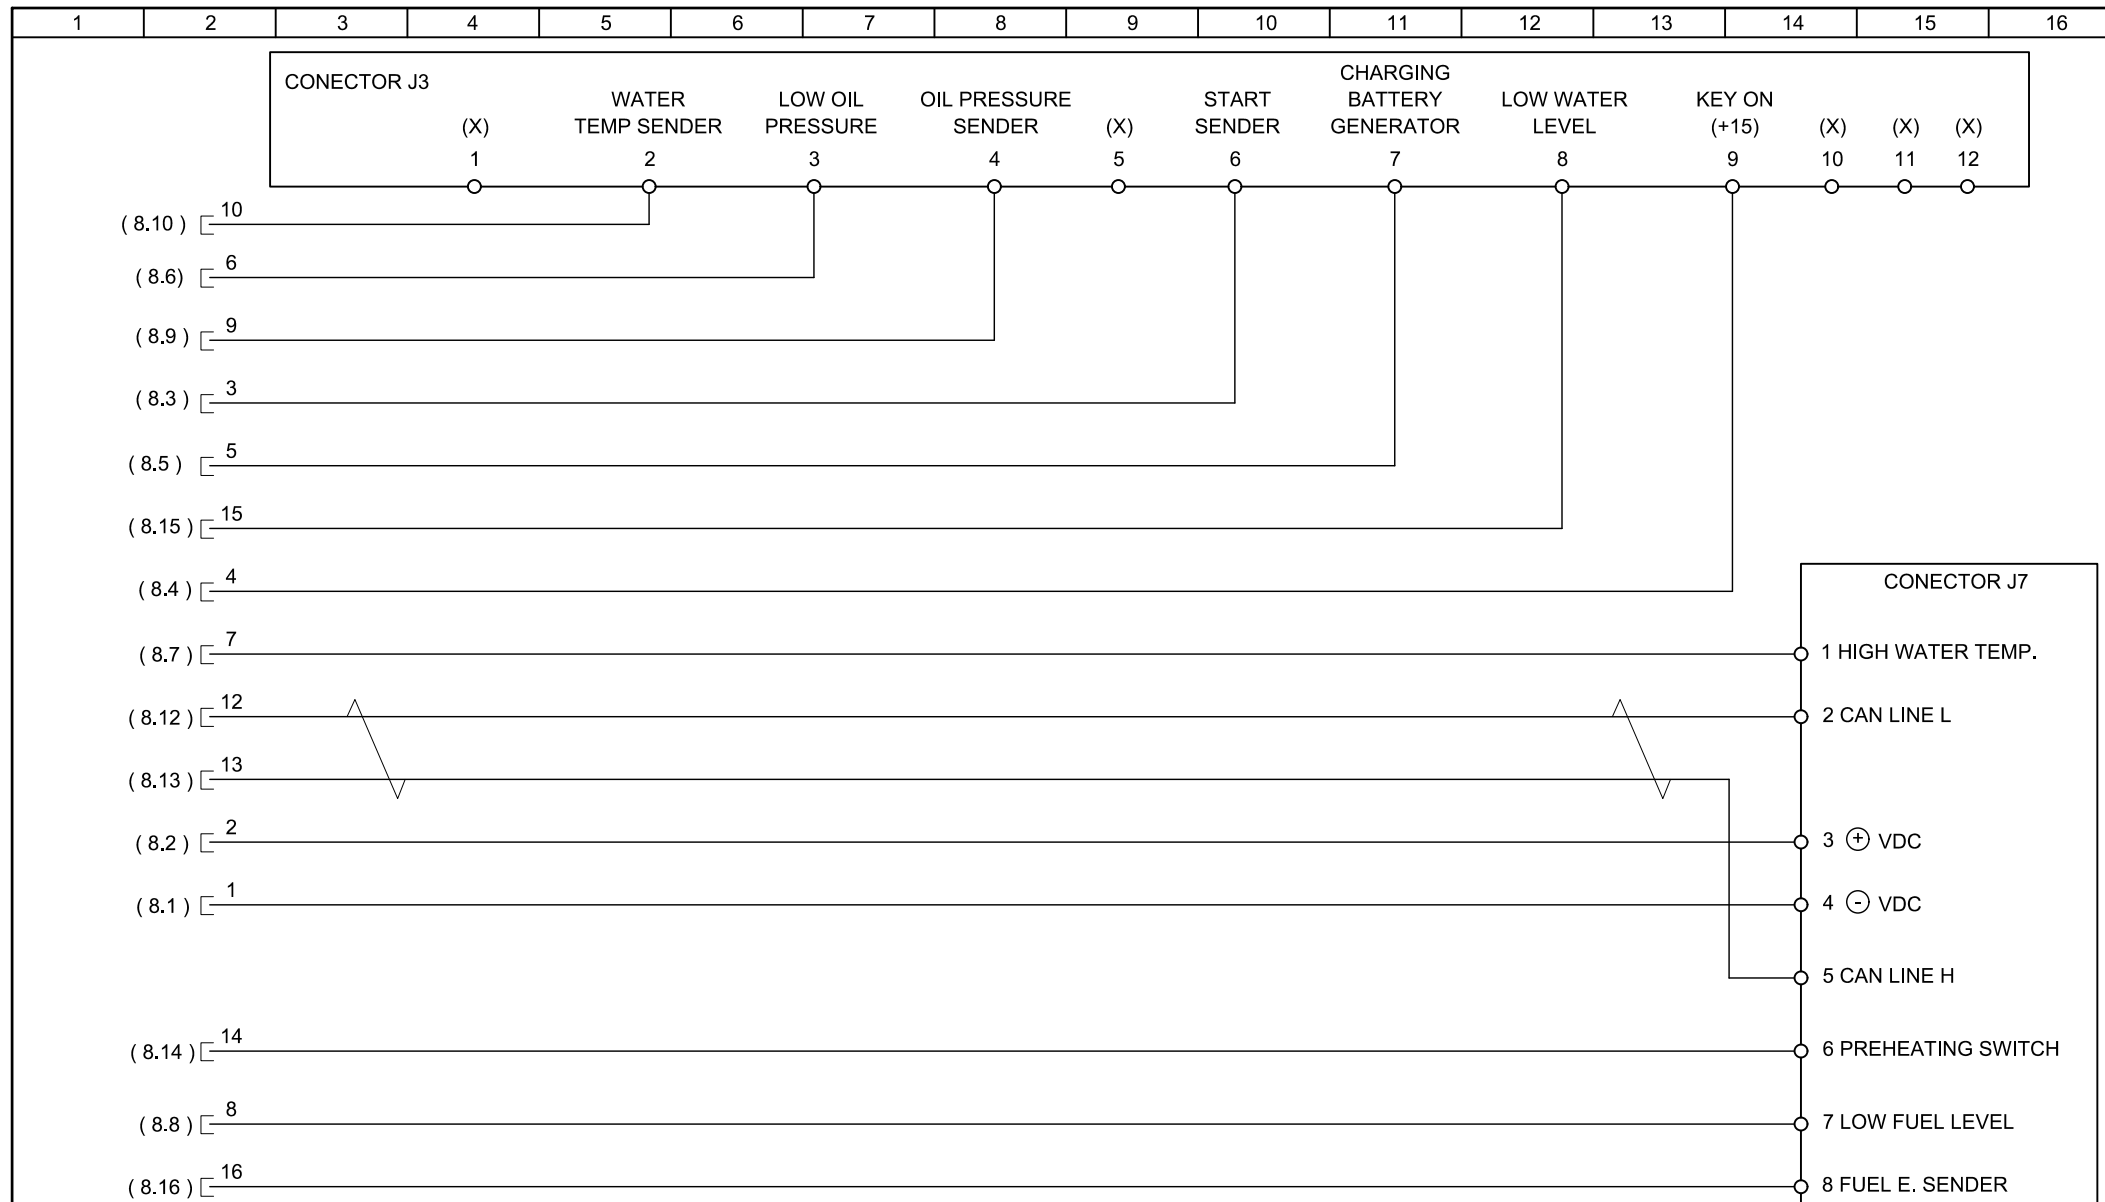 1 2 3 4 5 6 7 8 9 10 11 12 13 14 15 16
CONECTOR J3
(X)
1
WATER
TEMP SENDER
2
LOW OIL
PRESSURE
3
OIL PRESSURE
SENDER
4
(X)
5
START
SENDER
6
CHARGING
BATTERY
GENERATOR
7
LOW WATER
LEVEL
8
KEY ON
(+15)
9
(X)
10
(X)
11
(X)
12
( 8.10 ) 10
( 8.6) 6
( 8.9 ) 9
( 8.3 ) 3
( 8.5 ) 5
( 8.15 ) 15
( 8.4 ) 4
CONECTOR J7
( 8.7 ) 7
1 HIGH WATER TEMP.
( 8.12 ) 12
2 CAN LINE L
( 8.13 ) 13
( 8.2 ) 2
3 + VDC
( 8.1 ) 1
4 - VDC
5 CAN LINE H
( 8.14 ) 14
6 PREHEATING SWITCH
( 8.8 ) 8
7 LOW FUEL LEVEL
( 8.16 ) 16
8 FUEL E. SENDER